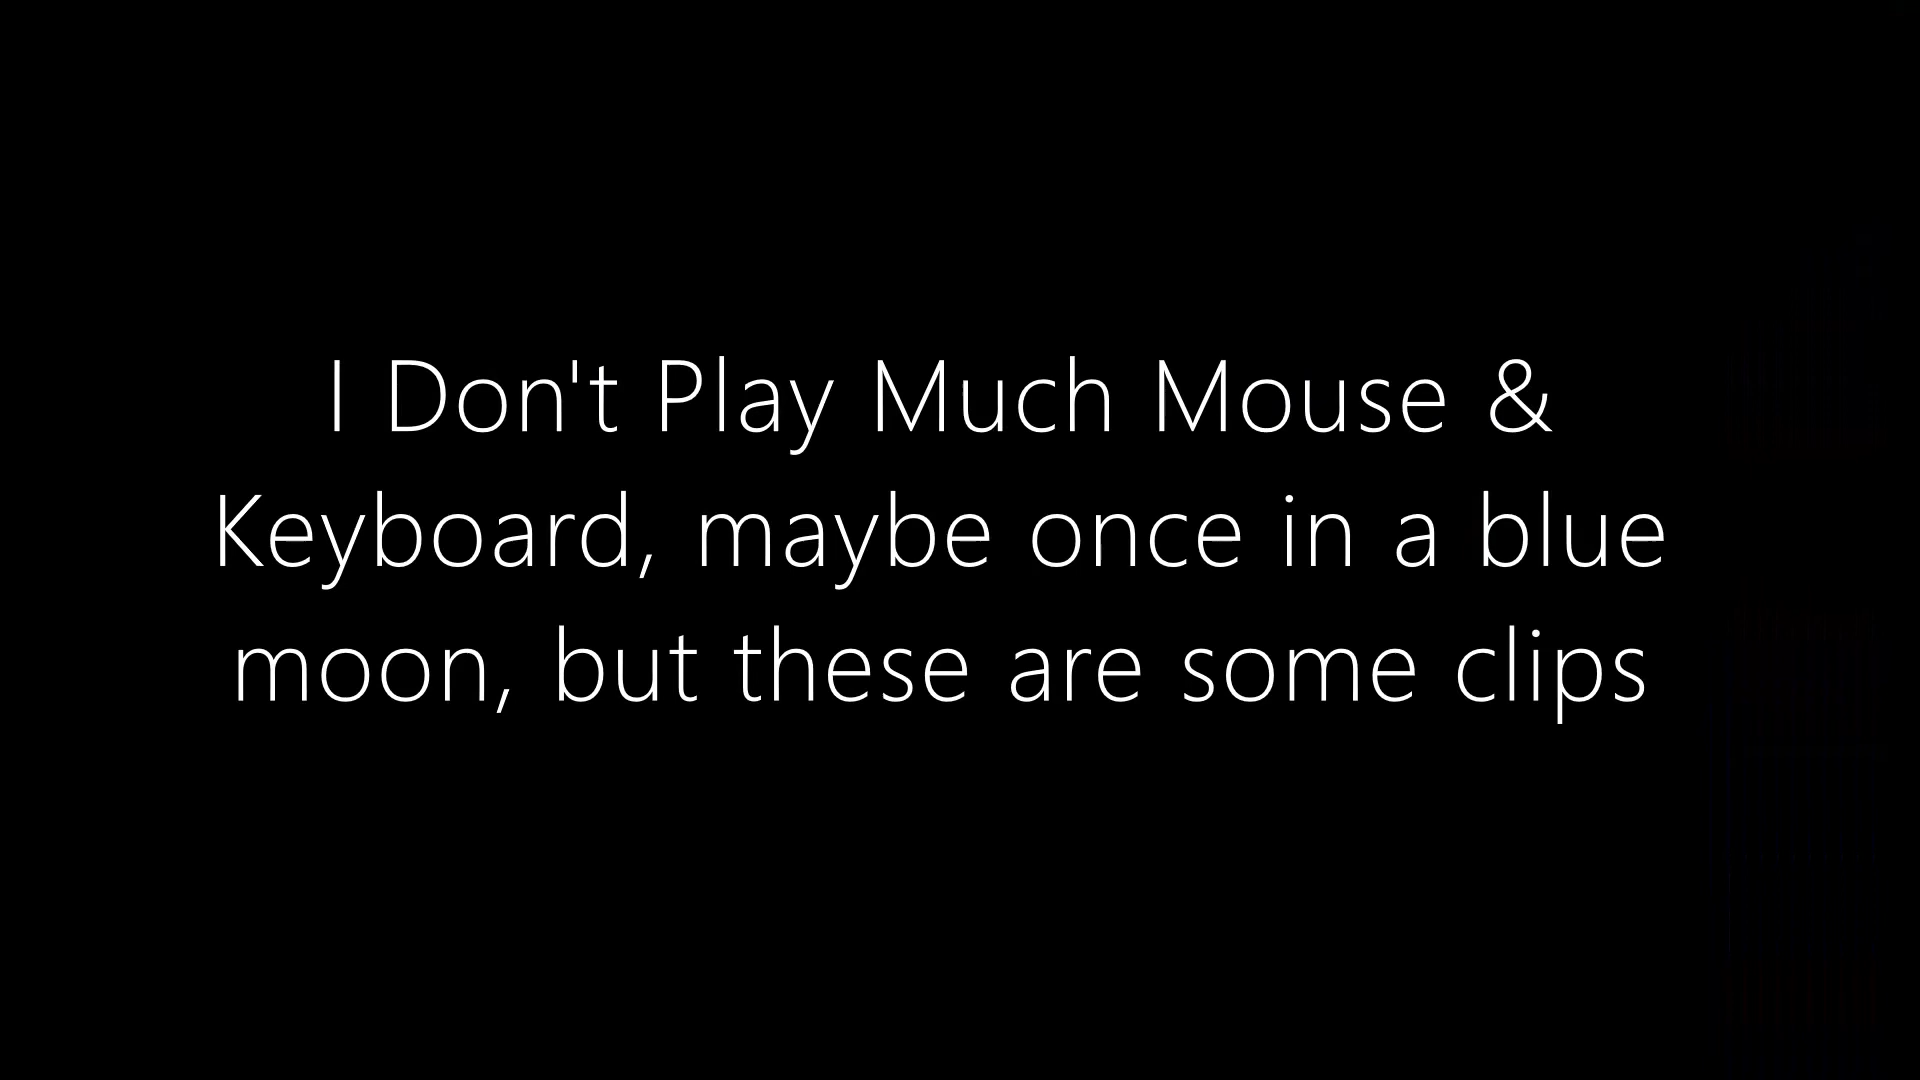 I Don't Play Much Mouse &
Keyboard, maybe once in a blue
moon, but these are some clips